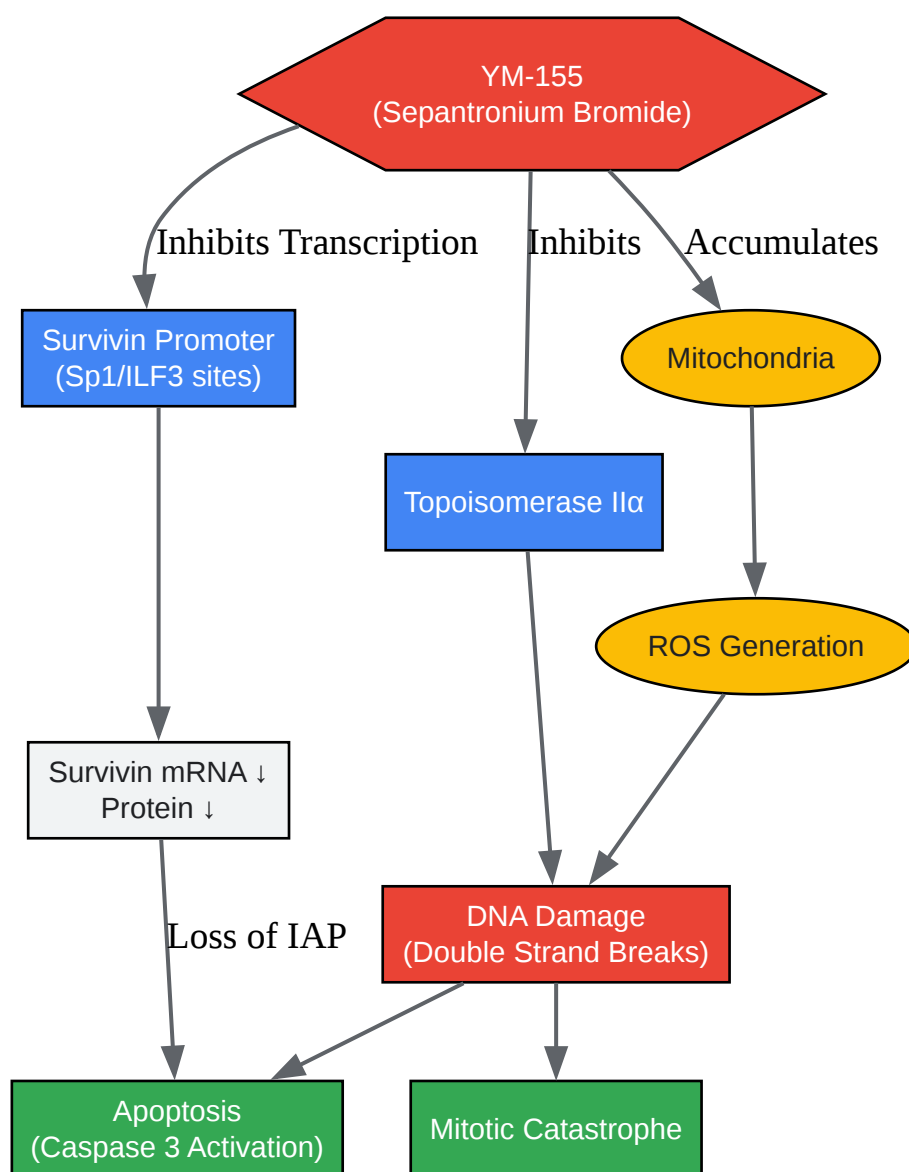 YM-155
(Sepantronium Bromide)
Inhibits Transcription
Inhibits
Accumulates
Survivin Promoter
(Sp1/ILF3 sites)
Mitochondria
Topoisomerase IIα
ROS Generation
Survivin mRNA ↓
Protein ↓
Loss of IAP
DNA Damage
(Double Strand Breaks)
Apoptosis
(Caspase 3 Activation)
Mitotic Catastrophe